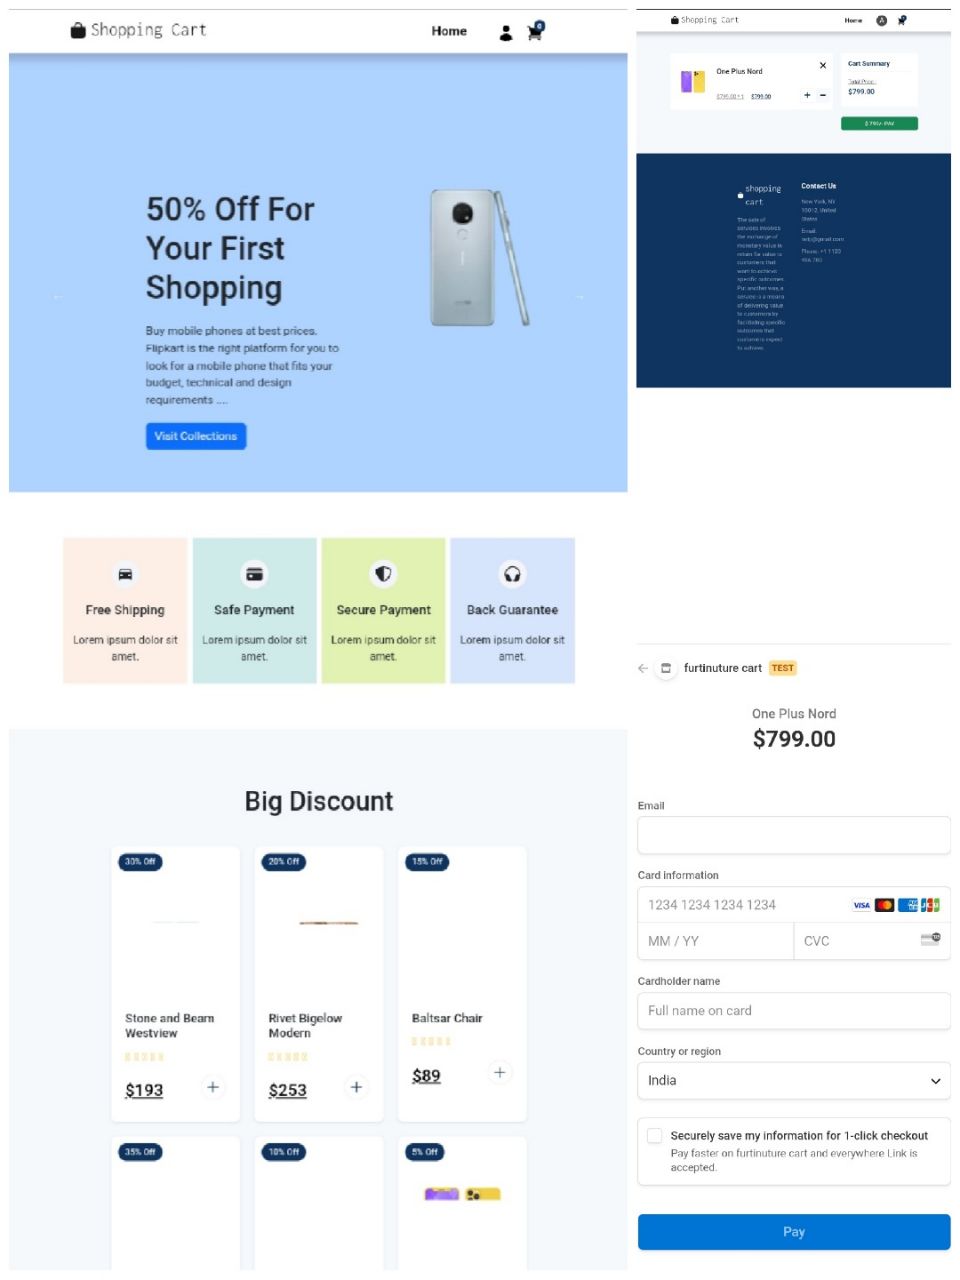 Shopping Cart
Home
0
50% Off For
Your First
Shopping
Buy mobile phones at best prices.
Flipkart is the right platform for you to
look for a mobile phone that fits your
budget, technical and design
requirements ....
Visit Collections
Free Shipping
Lorem ipsum dolor sit
amet.
Safe Payment
Lorem ipsum dolor sit
amet.
Secure Payment
Lorem ipsum dolor sit
amet.
Back Guarantee
Lorem ipsum dolor sit
amet.
Big Discount
30% Off
Stone and Beam
Westview
$193
+
20% Off
Rivet Bigelow
Modern
$253
+
15% Off
Baltsar Chair
$89
+
35% Off
10% Off
5% Off
Shopping Cart
Home
A
One Plus Nord
$799.00*1 $799.00
+ −
Cart Summary
Total Price :
$799.00
PAY
shopping
cart
The sale of
services involves
the exchange of
monetary value in
return for value to
customers that
want to achieve
specific outcomes.
Put another way, a
service is a means
of delivering value
to customers by
facilitating specific
outcomes that
customers expect
to achieve.
Contact Us
New York, NY
10012, United
States
Email:
@gmail.com
Phone: +1 1123
furtinuture cart TEST
One Plus Nord
$799.00
Email
Card information
1234 1234 1234 1234
VISA
MM / YY
CVC
Cardholder name
Full name on card
Country or region
India
Securely save my information for 1-click checkout
Pay faster on furtinuture cart and everywhere Link is
accepted.
Pay